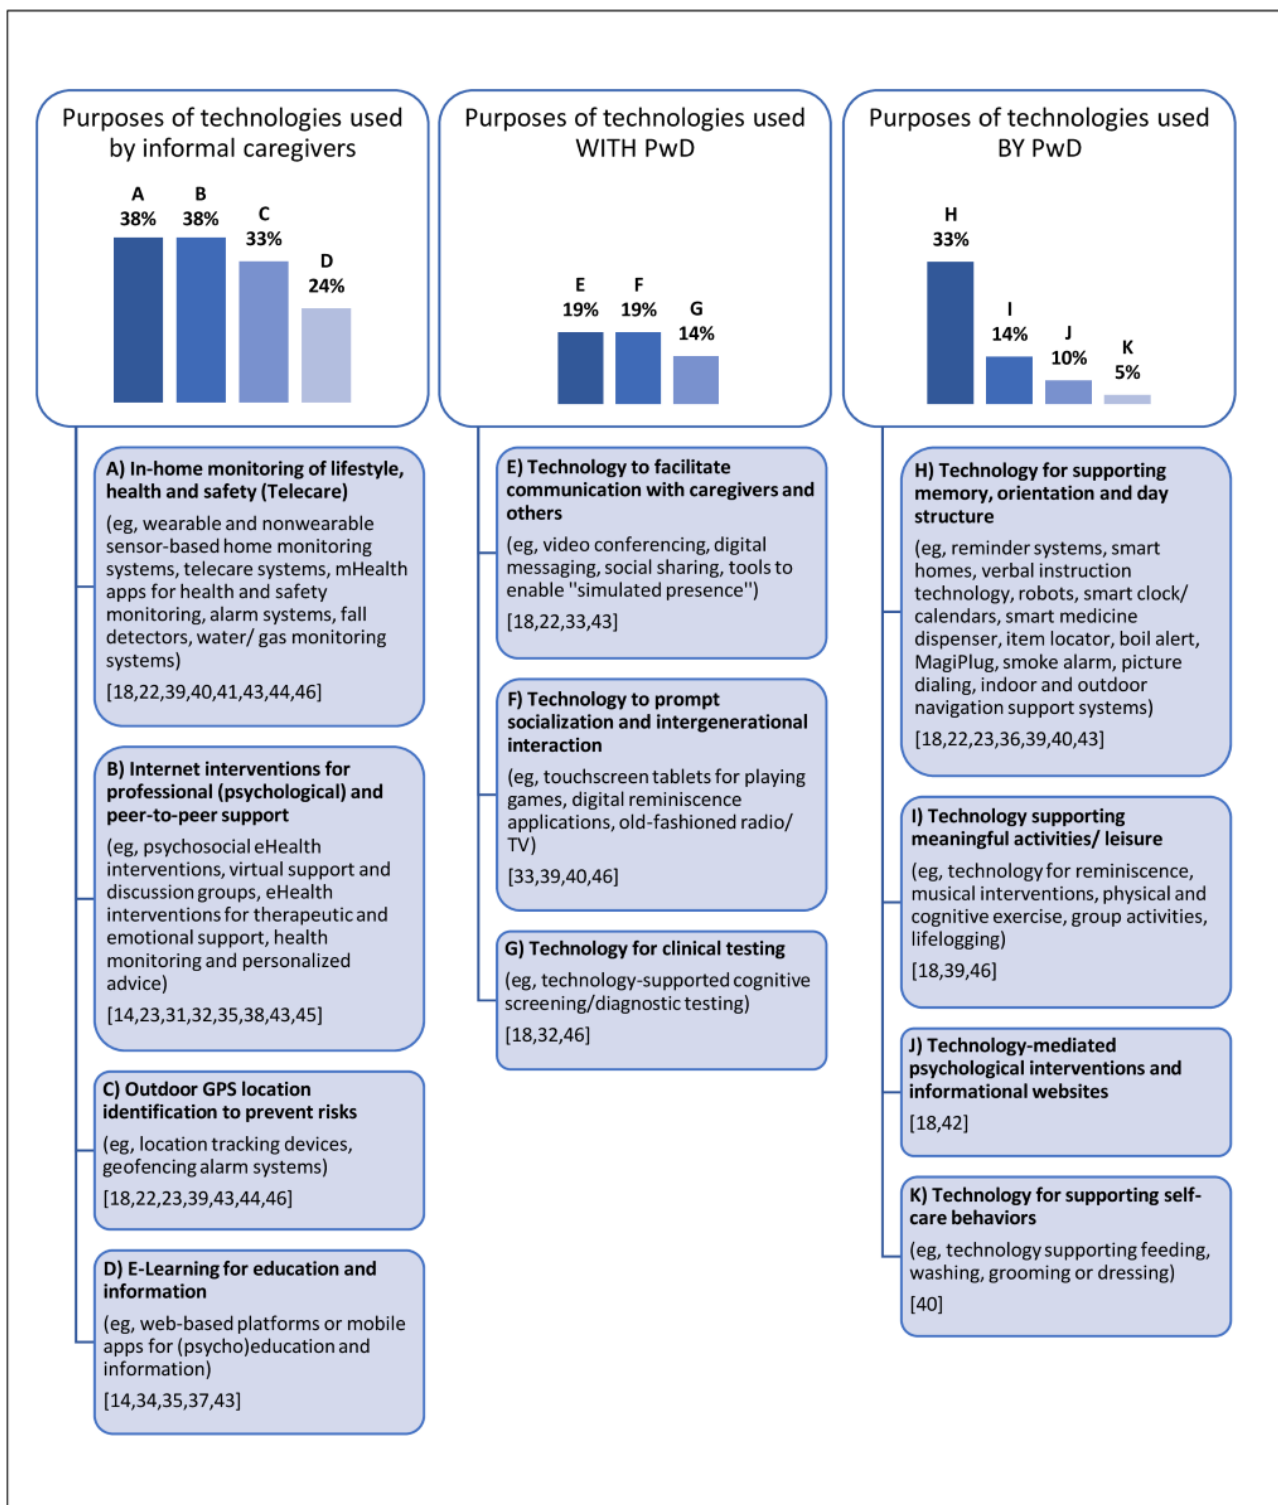 Purposes of technologies used
by informal caregivers
A
38%
B
38%
C
33%
D
24%
A) In-home monitoring of lifestyle,
health and safety (Telecare)
(eg, wearable and nonwearable
sensor-based home monitoring
systems, telecare systems, mHealth
apps for health and safety
monitoring, alarm systems, fall
detectors, water/ gas monitoring
systems)
[18,22,39,40,41,43,44,46]
B) Internet interventions for
professional (psychological) and
peer-to-peer support
(eg, psychosocial eHealth
interventions, virtual support and
discussion groups, eHealth
interventions for therapeutic and
emotional support, health
monitoring and personalized
advice)
[14,23,31,32,35,38,43,45]
C) Outdoor GPS location
identification to prevent risks
(eg, location tracking devices,
geofencing alarm systems)
[18,22,23,39,43,44,46]
D) E-Learning for education and
information
(eg, web-based platforms or mobile
apps for (psycho)education and
information)
[14,34,35,37,43]
Purposes of technologies used
WITH PwD
E
19%
F
19%
G
14%
E) Technology to facilitate
communication with caregivers and
others
(eg, video conferencing, digital
messaging, social sharing, tools to
enable "simulated presence")
[18,22,33,43]
F) Technology to prompt
socialization and intergenerational
interaction
(eg, touchscreen tablets for playing
games, digital reminiscence
applications, old-fashioned radio/
TV)
[33,39,40,46]
G) Technology for clinical testing
(eg, technology-supported cognitive
screening/diagnostic testing)
[18,32,46]
Purposes of technologies used
BY PwD
H
33%
I
14%
J
10%
K
5%
H) Technology for supporting
memory, orientation and day
structure
(eg, reminder systems, smart
homes, verbal instruction
technology, robots, smart clock/
calendars, smart medicine
dispenser, item locator, boil alert,
MagiPlug, smoke alarm, picture
dialing, indoor and outdoor
navigation support systems)
[18,22,23,36,39,40,43]
I) Technology supporting
meaningful activities/ leisure
(eg, technology for reminiscence,
musical interventions, physical and
cognitive exercise, group activities,
lifelogging)
[18,39,46]
J) Technology-mediated
psychological interventions and
informational websites
[18,42]
K) Technology for supporting self-
care behaviors
(eg, technology supporting feeding,
washing, grooming or dressing)
[40]